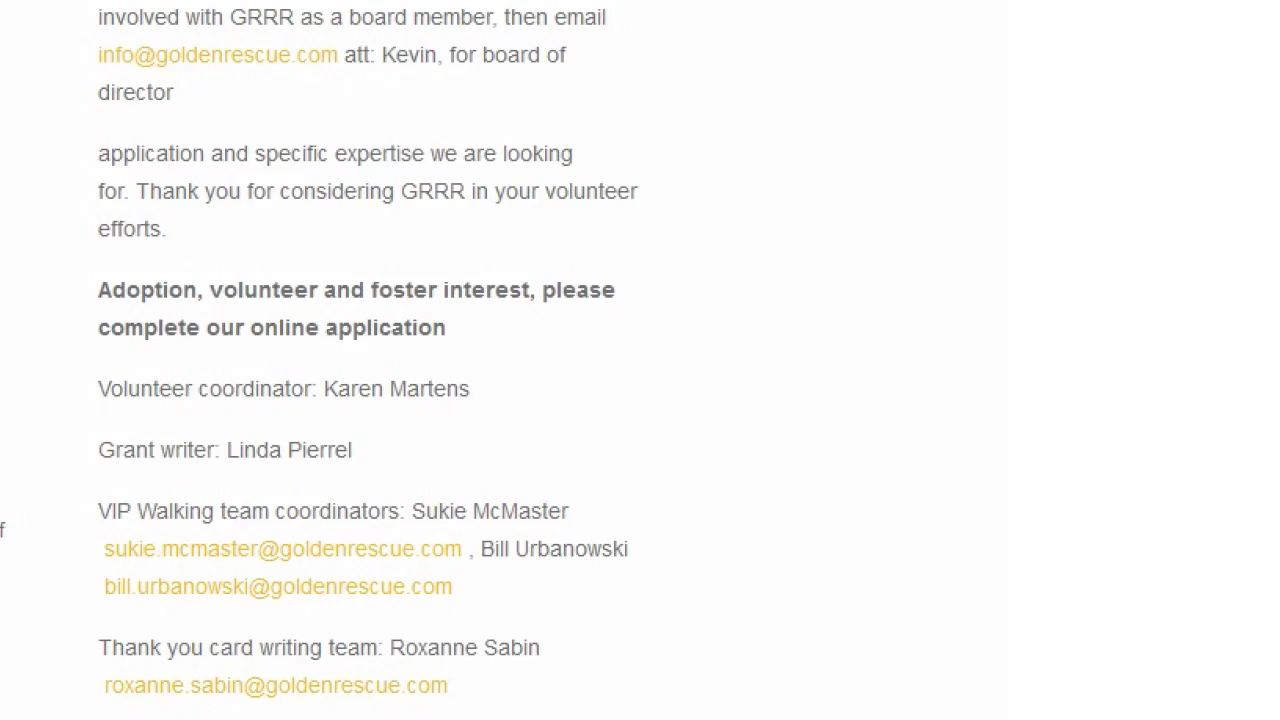 involved with GRRR as a board member, then email
info@goldenrescue.com att: Kevin, for board of
director
application and specific expertise we are looking
for. Thank you for considering GRRR in your volunteer
efforts.
Adoption, volunteer and foster interest, please
complete our online application
Volunteer coordinator: Karen Martens
Grant writer: Linda Pierrel
VIP Walking team coordinators: Sukie McMaster
f
sukie.mcmaster@goldenrescue.com , Bill Urbanowski
bill.urbanowski@goldenrescue.com
Thank you card writing team: Roxanne Sabin
roxanne.sabin@goldenrescue.com